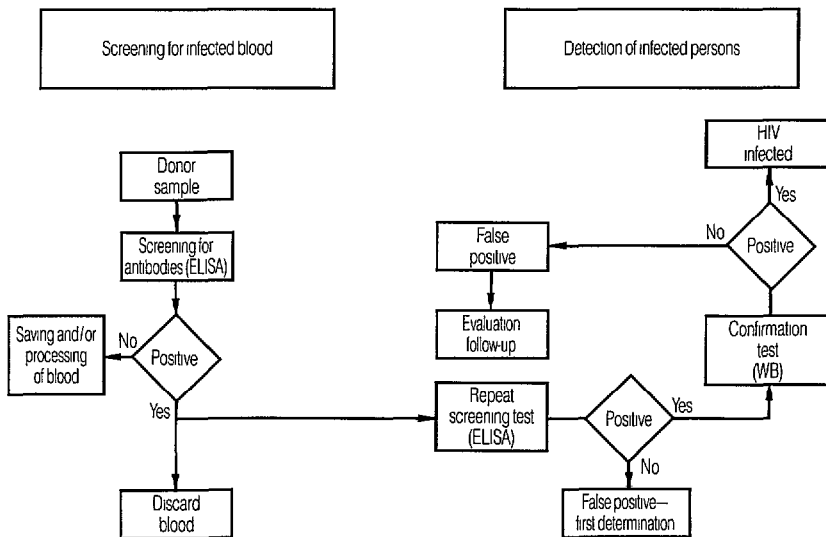 Screening for infected blood
Detection of infected persons
Donor
sample
Screening for
antibodies (ELISA)
Positive
No
Saving and/or
processing
of blood
Yes
Discard
blood
Repeat
screening test
(ELISA)
Positive
Yes
No
False positive—
first determination
Confirmation
test
(WB)
Positive
No
Yes
HIV
infected
False
positive
Evaluation
follow-up